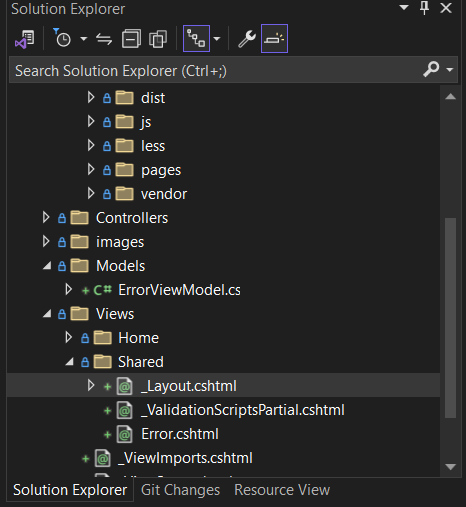 Solution Explorer
Search Solution Explorer (Ctrl+;)
dist
js
less
pages
vendor
Controllers
images
Models
C# ErrorViewModel.cs
Views
Home
Shared
@ _Layout.cshtml
@ _ValidationScriptsPartial.cshtml
@ Error.cshtml
@ _ViewImports.cshtml
Solution Explorer Git Changes Resource View